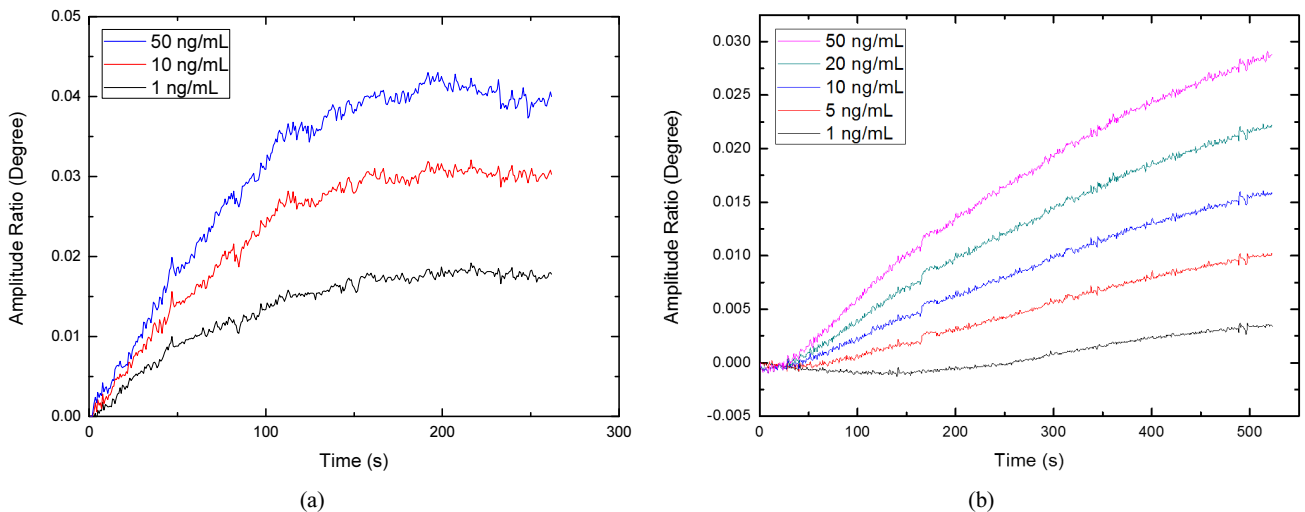 0.05
0.04
0.03
0.02
0.01
0.00
Amplitude Ratio (Degree)
50 ng/mL
10 ng/mL
1 ng/mL
0
100
200
300
Time (s)
(a)
0.030
0.025
0.020
0.015
0.010
0.005
0.000
-0.005
Amplitude Ratio (Degree)
50 ng/mL
20 ng/mL
10 ng/mL
5 ng/mL
1 ng/mL
0
100
200
300
400
500
Time (s)
(b)